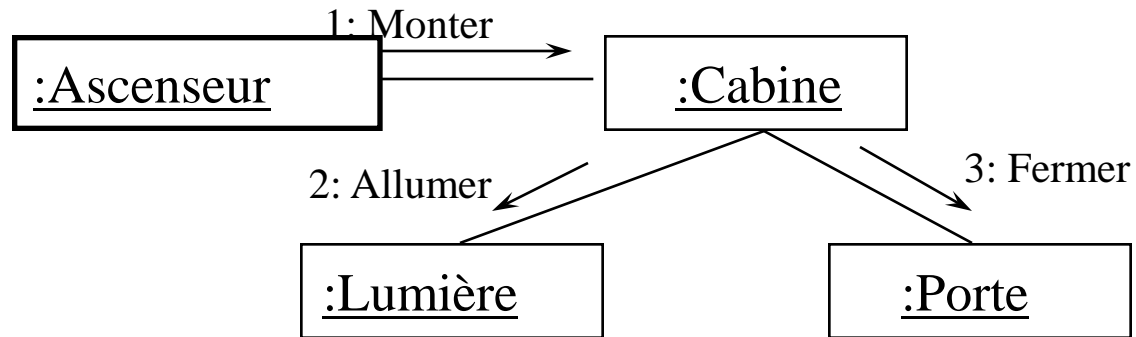 1: Monter
:Ascenseur
:Cabine
2: Allumer
3: Fermer
:Lumière
:Porte